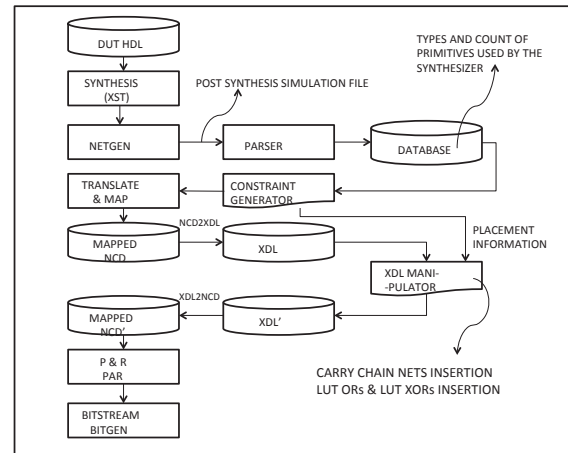 DUT HDL
TYPES AND COUNT OF
PRIMITIVES USED BY THE
SYNTHESIZER
SYNTHESIS
(XST)
POST SYNTHESIS SIMULATION FILE
NETGEN
PARSER
DATABASE
TRANSLATE
& MAP
CONSTRAINT
GENERATOR
NCD2XDL
PLACEMENT
INFORMATION
MAPPED
NCD
XDL
XDL MANI-
-PULATOR
XDL2NCD
MAPPED
NCD'
XDL'
P & R
PAR
CARRY CHAIN NETS INSERTION
LUT ORs & LUT XORs INSERTION
BITSTREAM
BITGEN